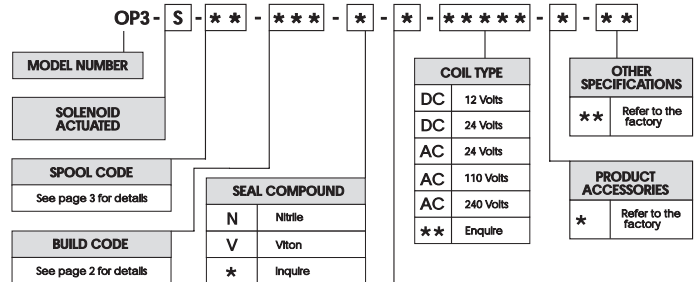 OP3 - S - ** - *** - * - * - ***** - * - **
MODEL NUMBER
SOLENOID
ACTUATED
SPOOL CODE
See page 3 for details
BUILD CODE
See page 2 for details
SEAL COMPOUND
N Nitrile
V Viton
* Inquire
COIL TYPE
DC 12 Volts
DC 24 Volts
AC 24 Volts
AC 110 Volts
AC 240 Volts
** Enquire
OTHER
SPECIFICATIONS
** Refer to the
factory
PRODUCT
ACCESSORIES
* Refer to the
factory